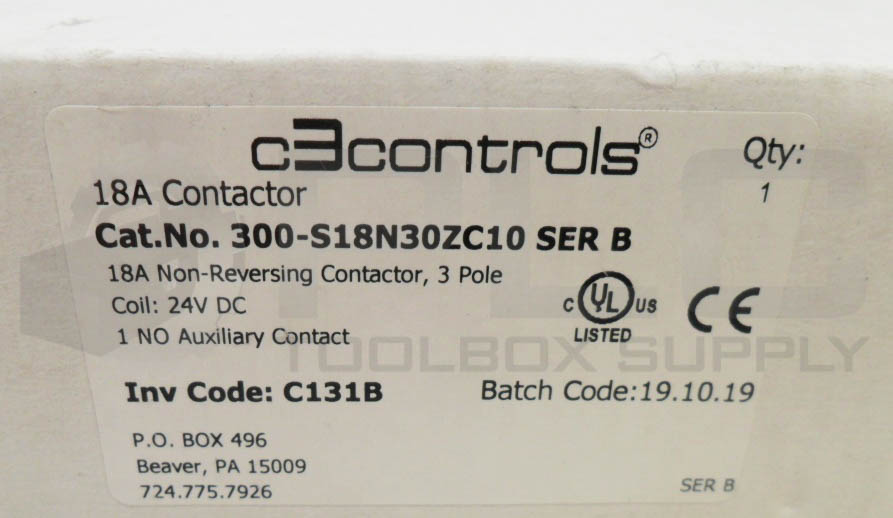 c3controls®
Qty:
1
18A Contactor
Cat.No. 300-S18N30ZC10 SER B
18A Non-Reversing Contactor, 3 Pole
Coil: 24V DC
1 NO Auxiliary Contact
C UL US
LISTED
CE
PLC
TOOLBOX SUPPLY
Inv Code: C131B
Batch Code:19.10.19
P.O. BOX 496
Beaver, PA 15009
724.775.7926
SER B